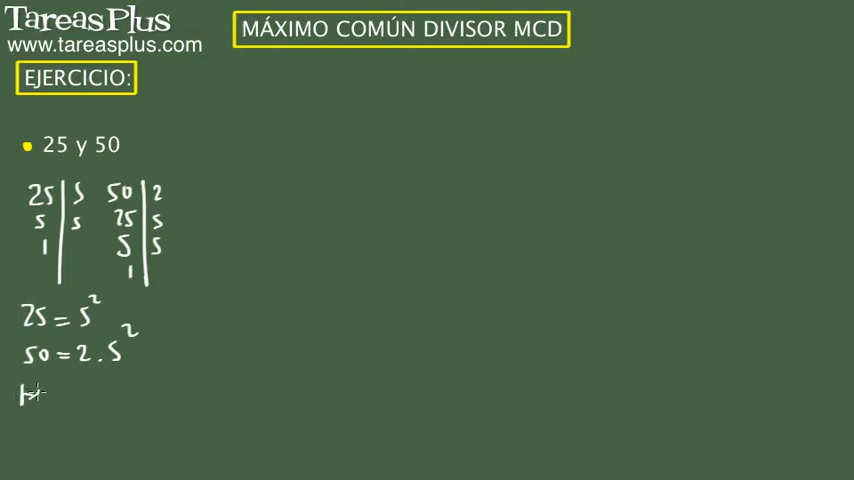 TareasPlus
www.tareasplus.com
MÁXIMO COMÚN DIVISOR MCD
EJERCICIO:
25 y 50
25 | 5 50 | 2
5 | 5 25 | 5
1 | 5 | 5
1
25 = 5²
50 = 2 . 5²